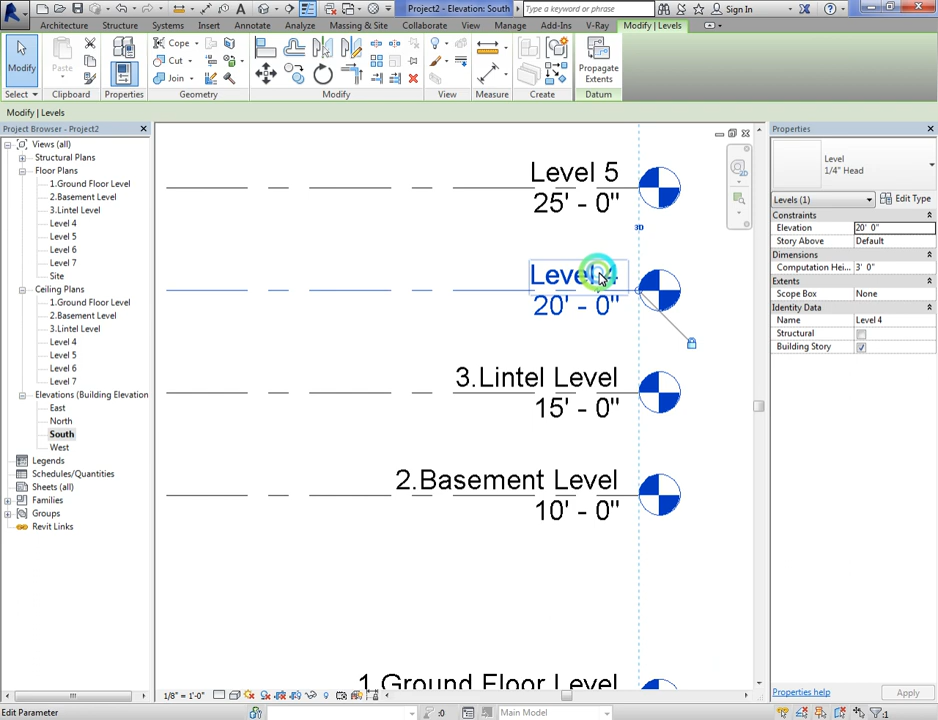 Project2 - Elevation: South
Type a keyword or phrase
Sign In
Architecture Structure Systems Insert Annotate Analyze Massing & Site Collaborate View Manage Add-Ins V-Ray Modify | Levels
Modify
Paste
Cope
Cut
Join
Propagate
Extents
Select Clipboard Properties Geometry Modify View Measure Create Datum
Modify | Levels
Project Browser - Project2
Views (all)
Structural Plans
Floor Plans
1.Ground Floor Level
2.Basement Level
3.Lintel Level
Level 4
Level 5
Level 6
Level 7
Site
Ceiling Plans
1.Ground Floor Level
2.Basement Level
3.Lintel Level
Level 4
Level 5
Level 6
Level 7
Elevations (Building Elevation
East
North
South
West
Legends
Schedules/Quantities
Sheets (all)
Families
Groups
Revit Links
Level 5
25' - 0"
3D
Level 4
20' - 0"
3.Lintel Level
15' - 0"
2.Basement Level
10' - 0"
1.Ground Floor Level
Properties
Level
1/4" Head
Levels (1)
Edit Type
Constraints
Elevation 20' 0"
Story Above Default
Dimensions
Computation Hei... 3' 0"
Extents
Scope Box None
Identity Data
Name Level 4
Structural
Building Story
Properties help
Apply
1/8" = 1'-0"
Edit Parameter
:0
Main Model
:1